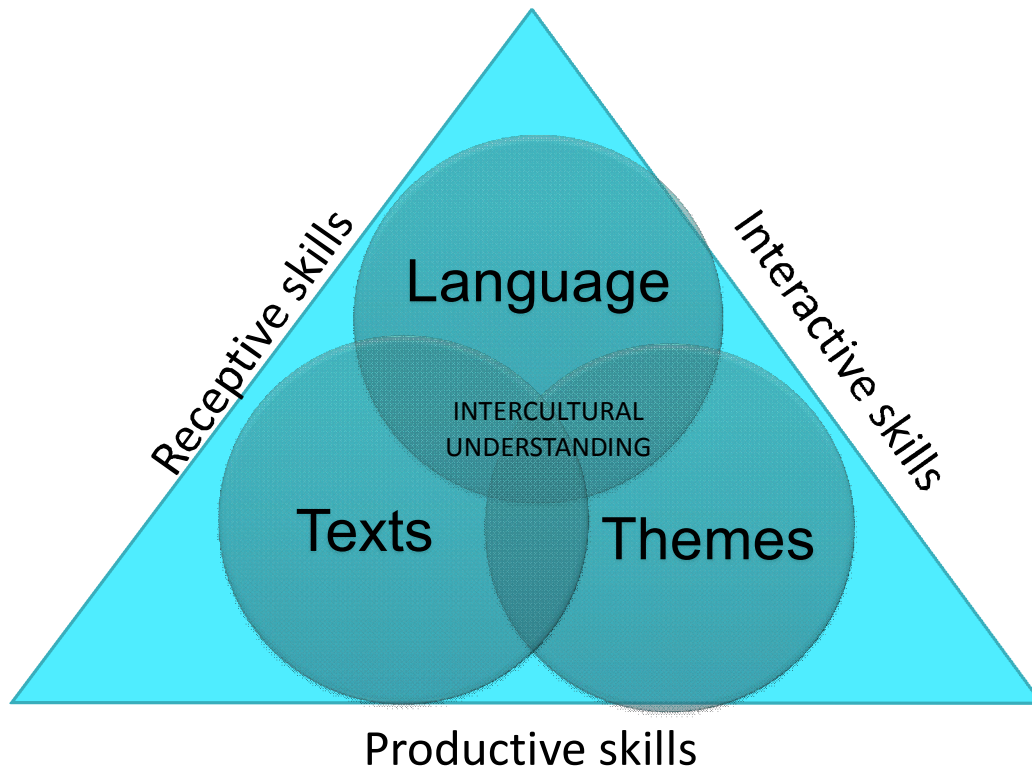 Receptive skills
Interactive skills
Language
INTERCULTURAL
UNDERSTANDING
Texts
Themes
Productive skills